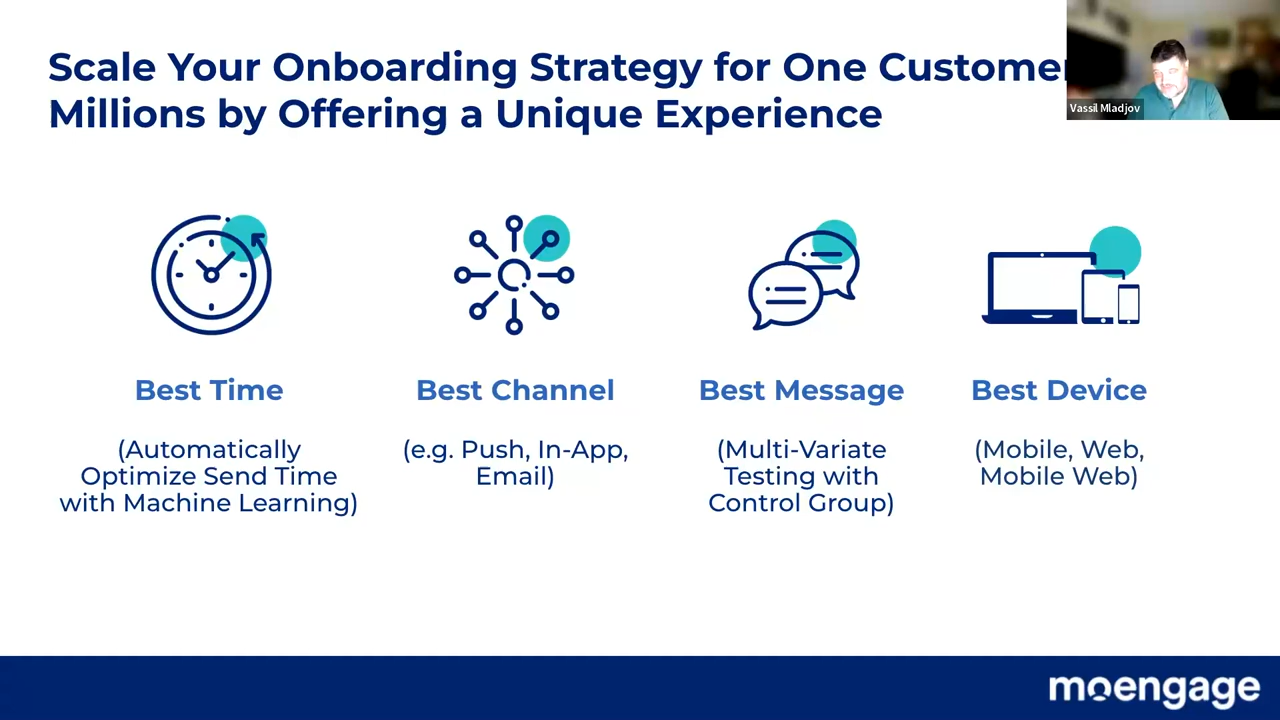 Scale Your Onboarding Strategy for One Customer
Millions by Offering a Unique Experience
Vassil Mladjov
Best Time
(Automatically
Optimize Send Time
with Machine Learning)
Best Channel
(e.g. Push, In-App,
Email)
Best Message
(Multi-Variate
Testing with
Control Group)
Best Device
(Mobile, Web,
Mobile Web)
moengage